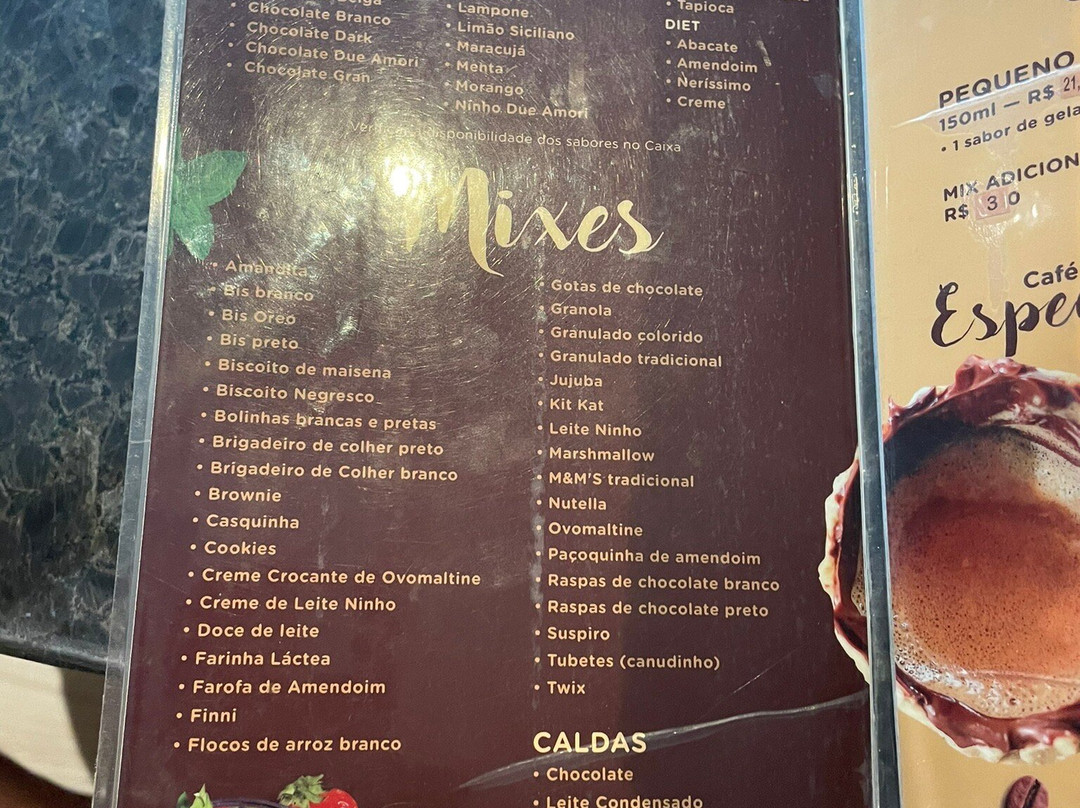 Chocolate Branco
Chocolate Dark
Chocolate Due Amori
Chocolate Gran
Lampone
Limão Siciliano
Maracujá
Menta
Morango
Ninho Due Amori
Tapioca
DIET
Abacate
Amendoim
Neríssimo
Creme
disponibilidade dos sabores no Caixa
Mixes
Amandita
Bis branco
Bis Oreo
Bis preto
Biscoito de maisena
Biscoito Negresco
Bolinhas brancas e pretas
Brigadeiro de colher preto
Brigadeiro de Colher branco
Brownie
Casquinha
Cookies
Creme Crocante de Ovomaltine
Creme de Leite Ninho
Doce de leite
Farinha Láctea
Farofa de Amendoim
Finni
Flocos de arroz branco
Gotas de chocolate
Granola
Granulado colorido
Granulado tradicional
Jujuba
Kit Kat
Leite Ninho
Marshmallow
M&M'S tradicional
Nutella
Ovomaltine
Paçoquinha de amendoim
Raspas de chocolate branco
Raspas de chocolate preto
Suspiro
Tubetes (canudinho)
Twix
CALDAS
Chocolate
Leite Condensado
PEQUENO
150ml — R$ 21,
1 sabor de gela
MIX ADICION
R$ 3 0
Café
Espe